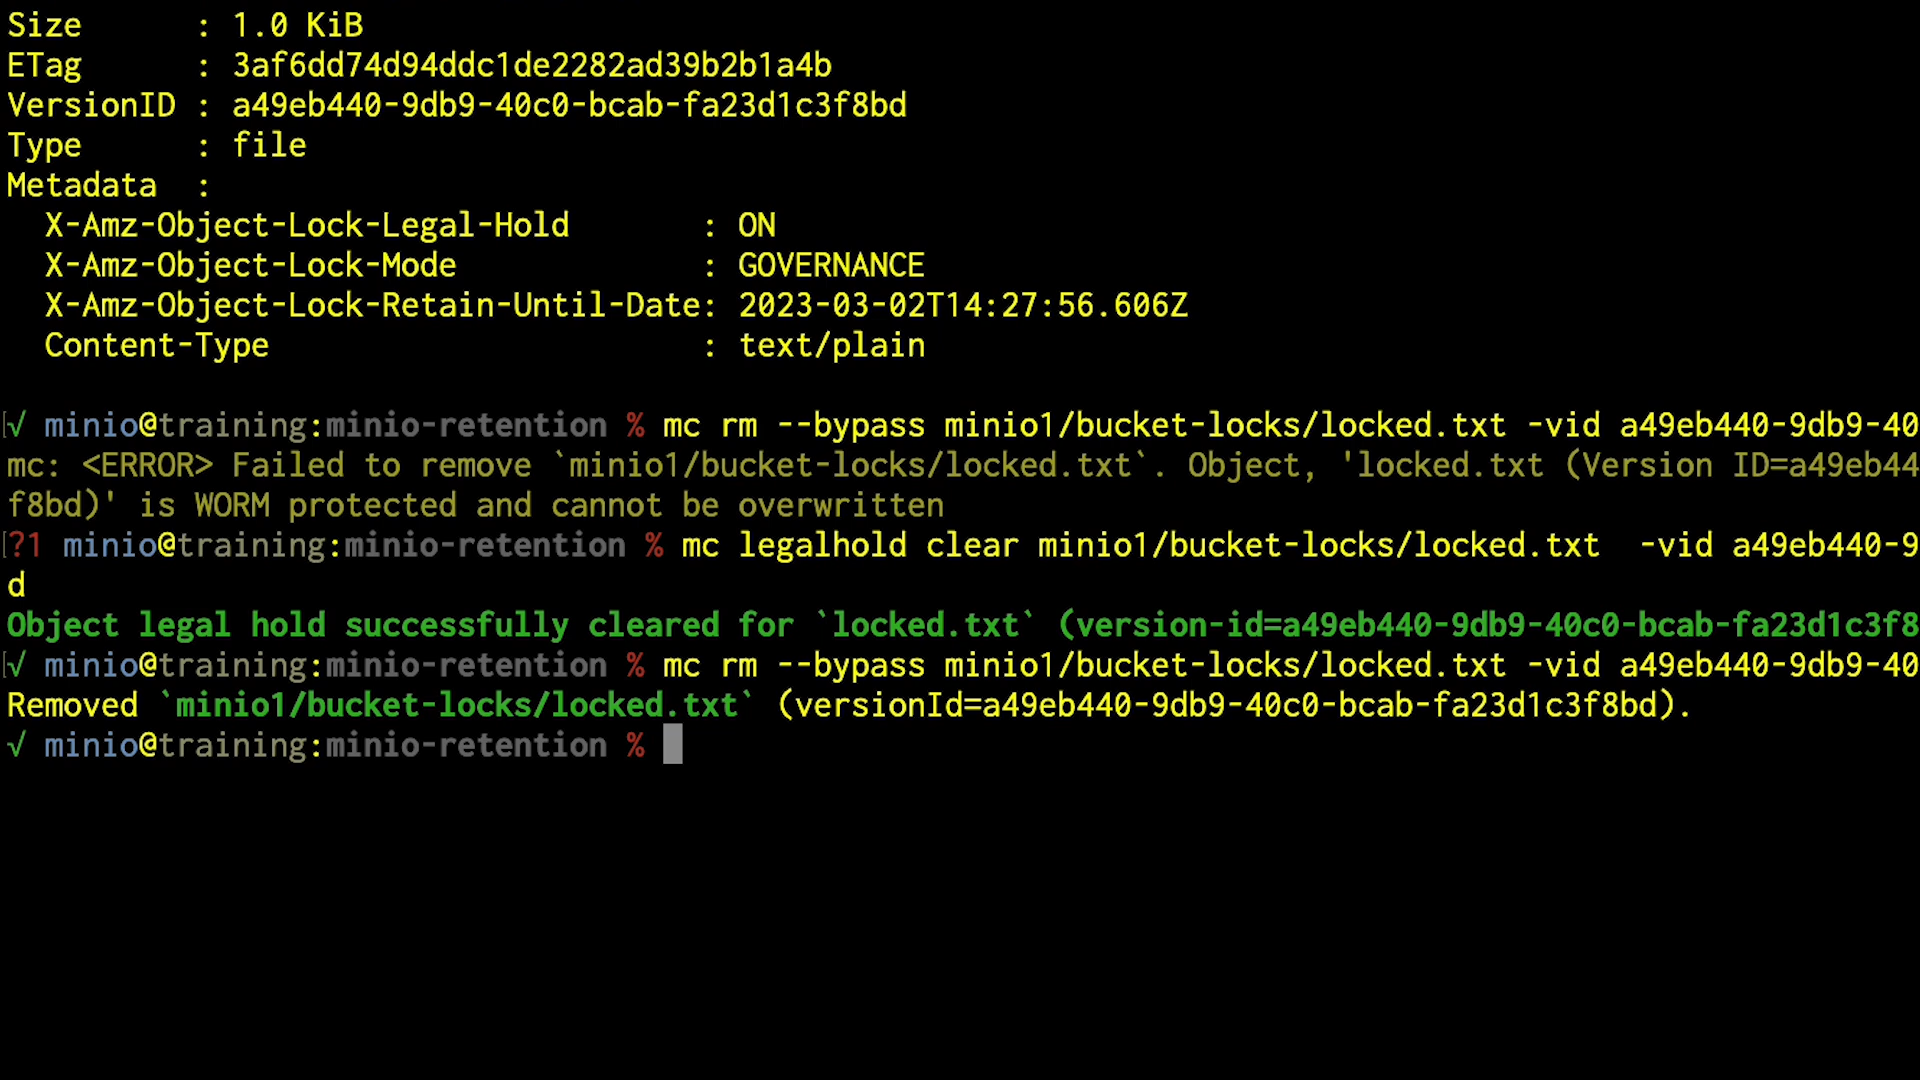 Size      : 1.0 KiB
ETag      : 3af6dd74d94ddc1de2282ad39b2b1a4b
VersionID : a49eb440-9db9-40c0-bcab-fa23d1c3f8bd
Type      : file
Metadata  :
  X-Amz-Object-Lock-Legal-Hold       : ON
  X-Amz-Object-Lock-Mode             : GOVERNANCE
  X-Amz-Object-Lock-Retain-Until-Date: 2023-03-02T14:27:56.606Z
  Content-Type                       : text/plain
[√ minio@training:minio-retention % mc rm --bypass minio1/bucket-locks/locked.txt -vid a49eb440-9db9-40
mc: <ERROR> Failed to remove `minio1/bucket-locks/locked.txt`. Object, 'locked.txt (Version ID=a49eb44
f8bd)' is WORM protected and cannot be overwritten
[?1 minio@training:minio-retention % mc legalhold clear minio1/bucket-locks/locked.txt  -vid a49eb440-9
d
Object legal hold successfully cleared for `locked.txt` (version-id=a49eb440-9db9-40c0-bcab-fa23d1c3f8
[√ minio@training:minio-retention % mc rm --bypass minio1/bucket-locks/locked.txt -vid a49eb440-9db9-40
Removed `minio1/bucket-locks/locked.txt` (versionId=a49eb440-9db9-40c0-bcab-fa23d1c3f8bd).
√ minio@training:minio-retention %